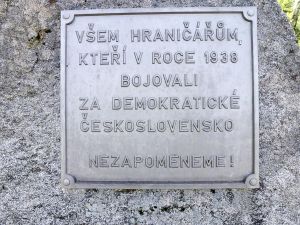 VŠEM HRANIČÁŘŮM,
KTEŘÍ V ROCE 1938
BOJOVALI
ZA DEMOKRATICKÉ
ČESKOSLOVENSKO
NEZAPOMENEME!